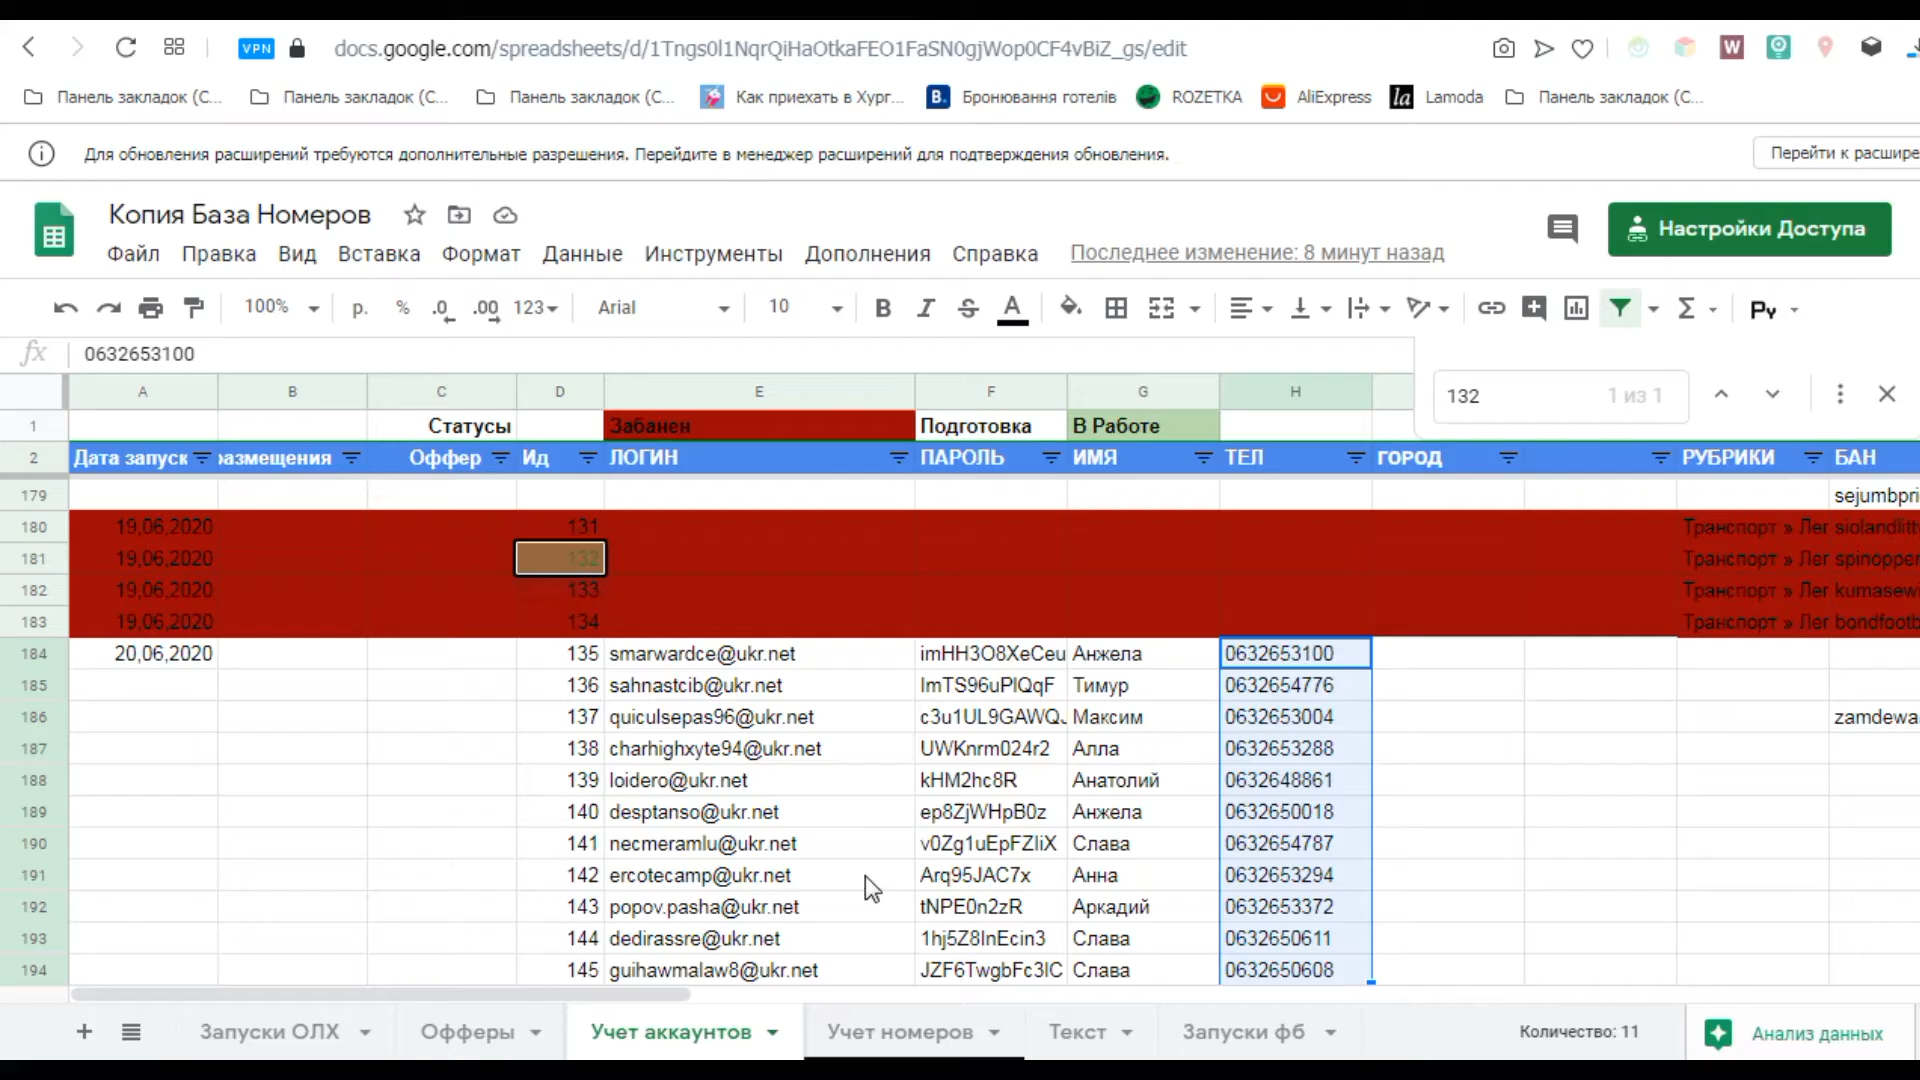 VPN docs.google.com/spreadsheets/d/1Tngs0l1NqrQiHaOtkaFEO1FaSN0gjWop0CF4vBiZ_gs/edit
Панель закладок (С... Панель закладок (С... Панель закладок (С... Как приехать в Хург... B. Бронювання готелів ROZETKA AliExpress la Lamoda Панель закладок (С...
Для обновления расширений требуются дополнительные разрешения. Перейдите в менеджер расширений для подтверждения обновления. Перейти к расшире
Копия База Номеров
Настройки Доступа
Файл Правка Вид Вставка Формат Данные Инструменты Дополнения Справка Последнее изменение: 8 минут назад
100% р. % .0 .00 123 Arial 10 B I S A Σ Ру
fx 0632653100
132 1 из 1
A B C D E F G H
1 Статусы Забанен Подготовка В Работе
2 Дата запуск размещения Оффер Ид ЛОГИН ПАРОЛЬ ИМЯ ТЕЛ ГОРОД РУБРИКИ БАН
179 sejumbpri
180 19,06,2020 131 Транспорт » Лег siolandlitt
181 19,06,2020 132 Транспорт » Лег spinopper
182 19,06,2020 133 Транспорт » Лег kumasew
183 19,06,2020 134 Транспорт » Лег bondfootb
184 20,06,2020 135 smarwardce@ukr.net imHH3O8XeCeu Анжела 0632653100
185 136 sahnastcib@ukr.net ImTS96uPlQqF Тимур 0632654776
186 137 quiculsepas96@ukr.net c3u1UL9GAWQ Максим 0632653004 zamdewa
187 138 charhighxyte94@ukr.net UWKnrm024r2 Алла 0632653288
188 139 loidero@ukr.net kHM2hc8R Анатолий 0632648861
189 140 desptanso@ukr.net ep8ZjWHpB0z Анжела 0632650018
190 141 necmeramlu@ukr.net v0Zg1uEpFZliX Слава 0632654787
191 142 ercotecamp@ukr.net Arq95JAC7x Анна 0632653294
192 143 popov.pasha@ukr.net tNPE0n2zR Аркадий 0632653372
193 144 dedirassre@ukr.net 1hj5Z8InEcin3 Слава 0632650611
194 145 guihawmalaw8@ukr.net JZF6TwgbFc3lC Слава 0632650608
Запуски ОЛХ Офферы Учет аккаунтов Учет номеров Текст Запуски фб Количество: 11 Анализ данных